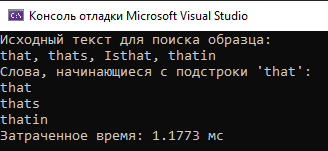 Консоль отладки Microsoft Visual Studio
Исходный текст для поиска образца:
that, thats, Isthat, thatin
Слова, начинающиеся с подстроки 'that':
that
thats
thatin
Затраченное время: 1.1773 мс